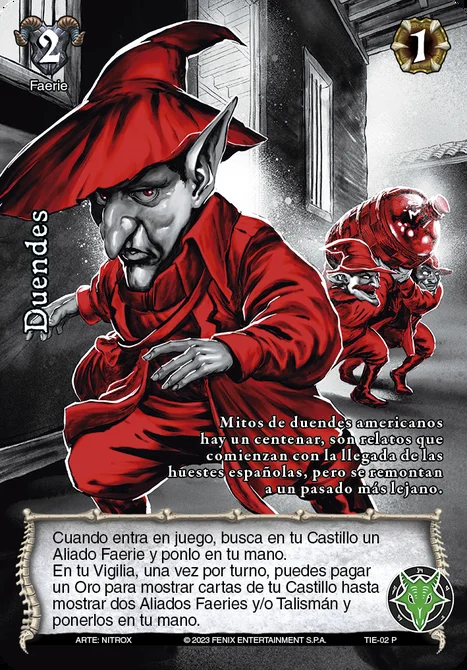 2
Faerie
1
Duendes
Mitos de duendes americanos
hay un centenar, son relatos que
comienzan con la llegada de las
huestes españolas, pero se remontan
a un pasado más lejano.
Cuando entra en juego, busca en tu Castillo un
Aliado Faerie y ponlo en tu mano.
En tu Vigilia, una vez por turno, puedes pagar
un Oro para mostrar cartas de tu Castillo hasta
mostrar dos Aliados Faeries y/o Talismán y
ponerlos en tu mano.
ARTE: NITROX
© 2023 FENIX ENTERTAINMENT S.P.A.
TIE-02 P